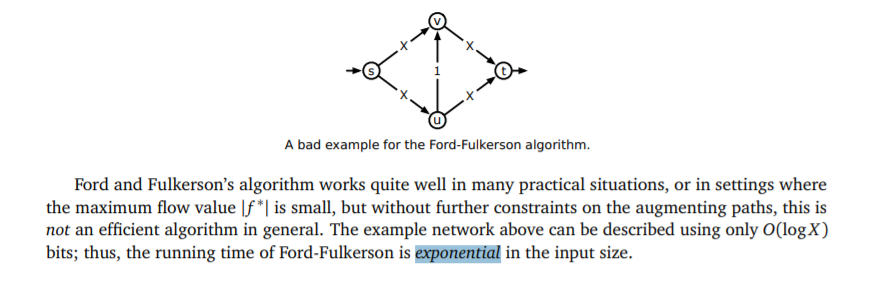 v
X X
s 1 t
X X
u
A bad example for the Ford-Fulkerson algorithm.
Ford and Fulkerson's algorithm works quite well in many practical situations, or in settings where
the maximum flow value |f*| is small, but without further constraints on the augmenting paths, this is
not an efficient algorithm in general. The example network above can be described using only O(log X)
bits; thus, the running time of Ford-Fulkerson is exponential in the input size.